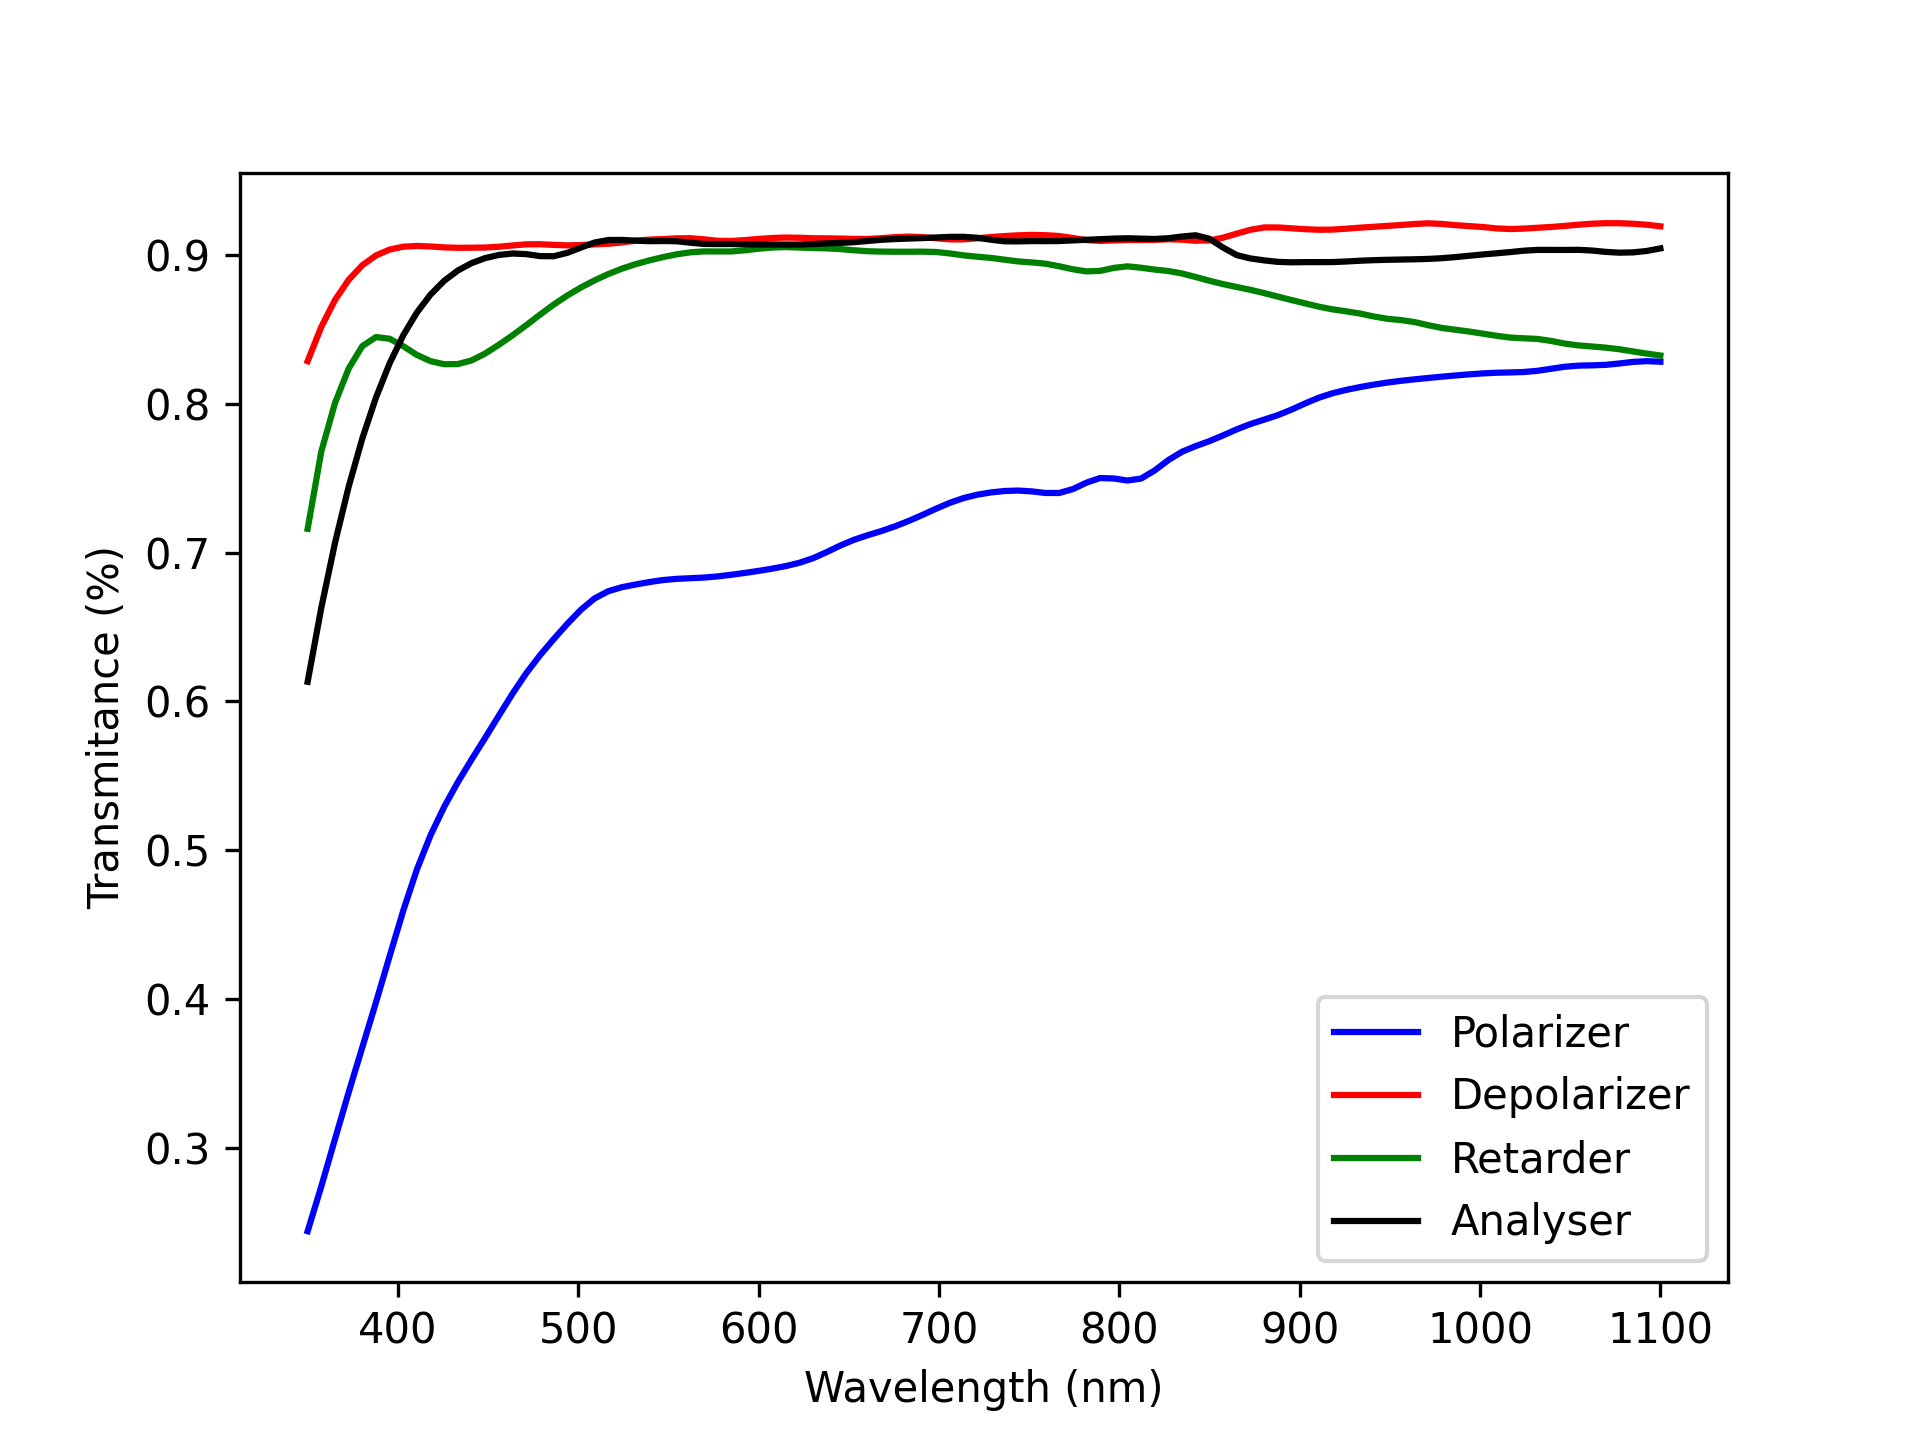 Transmitance (%)
0.9
0.8
0.7
0.6
0.5
0.4
0.3
400 500 600 700 800 900 1000 1100
Wavelength (nm)
Polarizer
Depolarizer
Retarder
Analyser